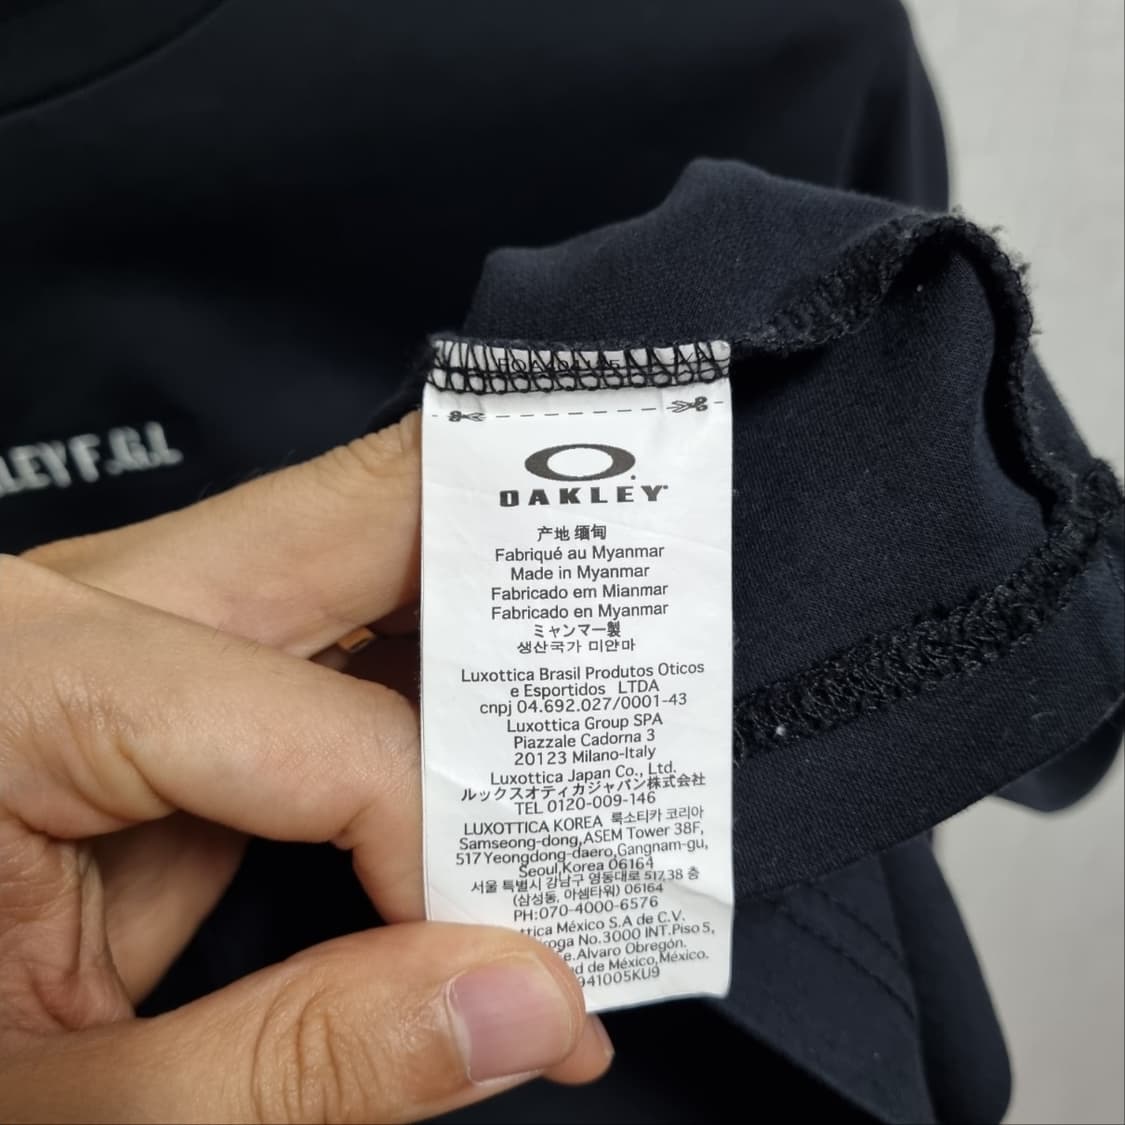 LEY F.G.L
OAKLEY
产地 缅甸
Fabriqué au Myanmar
Made in Myanmar
Fabricado em Mianmar
Fabricado en Myanmar
ミャンマー製
생산국가 미얀마
Luxottica Brasil Produtos Oticos
e Esportidos LTDA
cnpj 04.692.027/0001-43
Luxottica Group SPA
Piazzale Cadorna 3
20123 Milano-Italy
Luxottica Japan Co., Ltd.
ルックスオティカジャパン株式会社
TEL 0120-009-146
LUXOTTICA KOREA 룩소티카 코리아
Samseong-dong,ASEM Tower 38F,
517 Yeongdong-daero,Gangnam-gu,
Seoul,Korea 06164
서울 특별시 강남구 영동대로 517,38 층
(삼성동, 아셈타워) 06164
PH:070-4000-6576
ttica México S.A de C.V.
roga No.3000 INT.Piso 5,
e.Alvaro Obregón.
d de México,México.
941005KU9